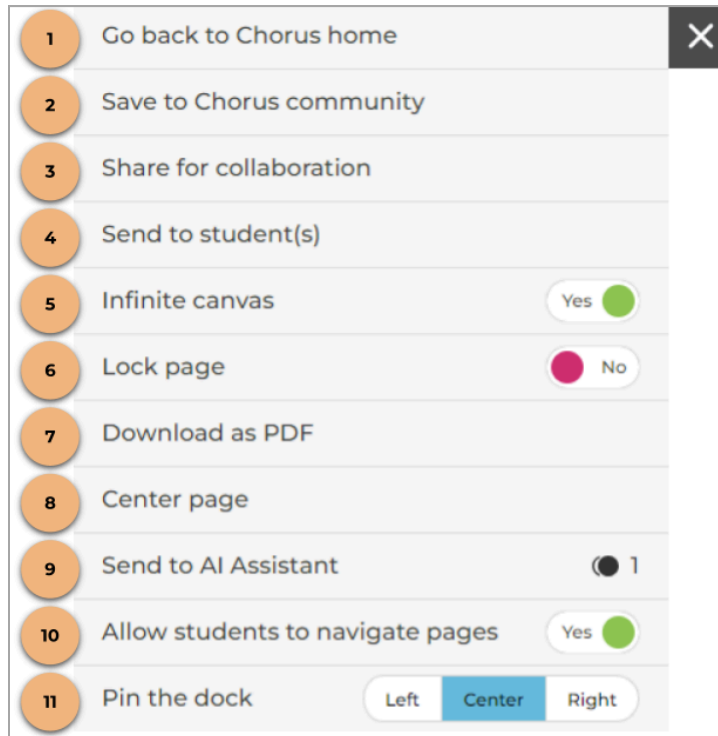 1 Go back to Chorus home
2 Save to Chorus community
3 Share for collaboration
4 Send to student(s)
5 Infinite canvas Yes
6 Lock page No
7 Download as PDF
8 Center page
9 Send to AI Assistant 1
10 Allow students to navigate pages Yes
11 Pin the dock Left Center Right